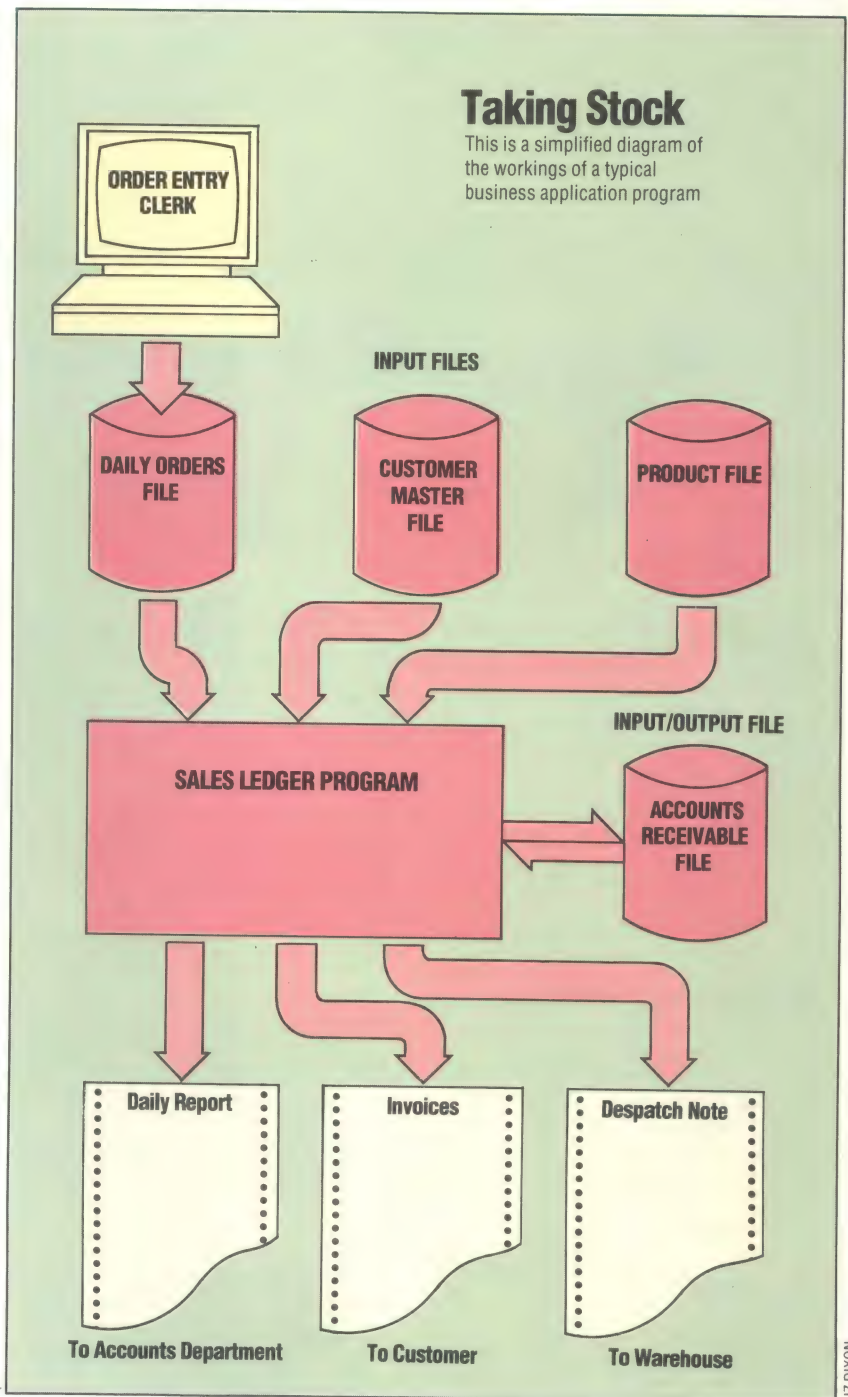 Taking Stock
This is a simplified diagram of
the workings of a typical
business application program
ORDER ENTRY
CLERK
INPUT FILES
DAILY ORDERS
FILE
CUSTOMER
MASTER
FILE
PRODUCT FILE
INPUT/OUTPUT FILE
SALES LEDGER PROGRAM
ACCOUNTS
RECEIVABLE
FILE
Daily Report
Invoices
Despatch Note
To Accounts Department
To Customer
To Warehouse
LIZ DIXON